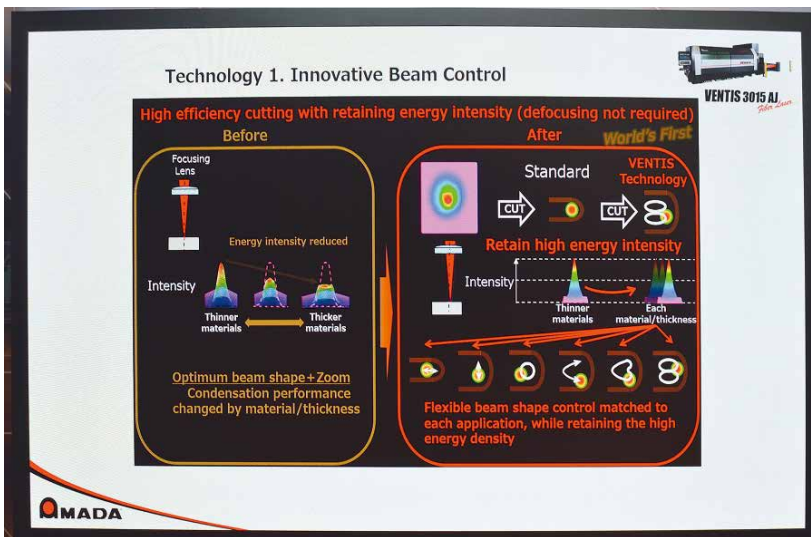 Technology 1. Innovative Beam Control
VENTIS 3015 AJ
Fiber Laser
High efficiency cutting with retaining energy intensity (defocusing not required)
Before
After
World's First
Focusing
Lens
Energy intensity reduced
Intensity
Thinner
materials
Thicker
materials
Optimum beam shape+Zoom
Condensation performance
changed by material/thickness
Standard
VENTIS
Technology
CUT
CUT
Retain high energy intensity
Intensity
Thinner
materials
Each
material/thickness
Flexible beam shape control matched to
each application, while retaining the high
energy density
AMADA